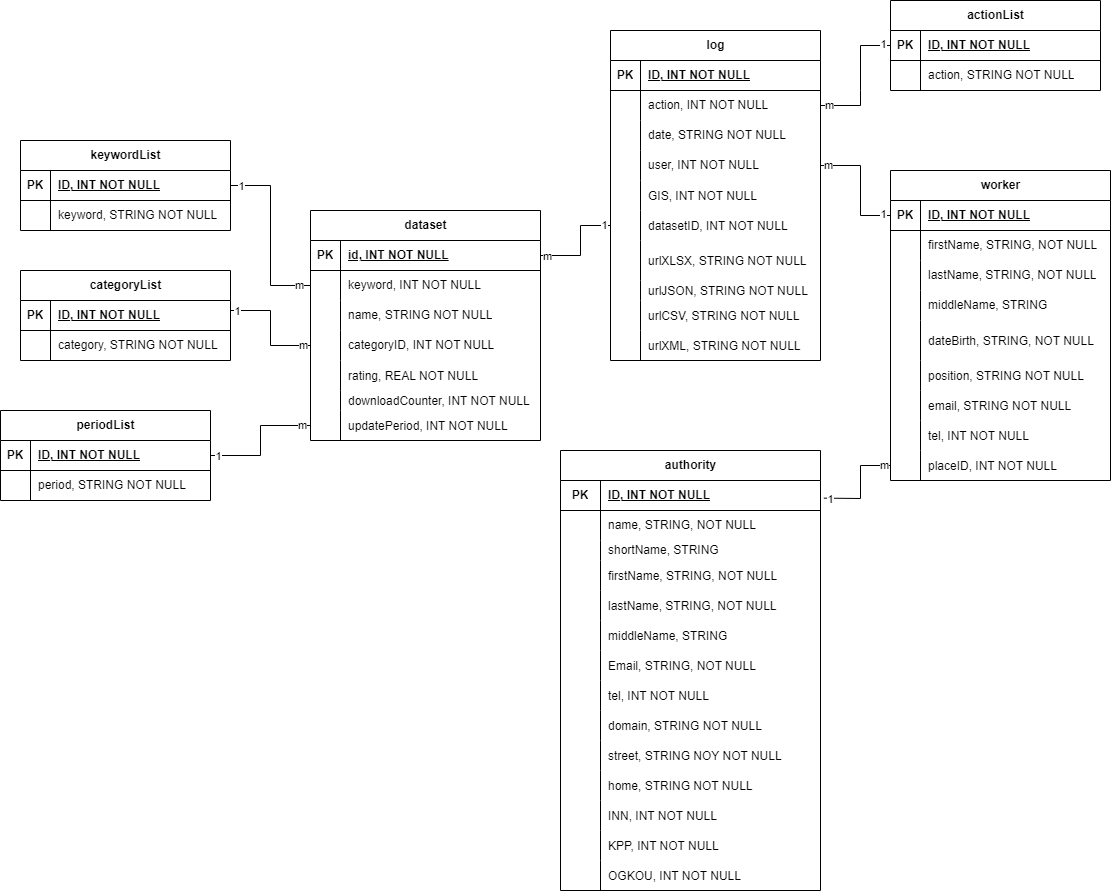 actionList
PK ID, INT NOT NULL
action, STRING NOT NULL
1
log
PK ID, INT NOT NULL
action, INT NOT NULL
date, STRING NOT NULL
user, INT NOT NULL
GIS, INT NOT NULL
datasetID, INT NOT NULL
urlXLSX, STRING NOT NULL
urlJSON, STRING NOT NULL
urlCSV, STRING NOT NULL
urlXML, STRING NOT NULL
m
m
1
keywordList
PK ID, INT NOT NULL
keyword, STRING NOT NULL
1
worker
PK ID, INT NOT NULL
firstName, STRING, NOT NULL
lastName, STRING, NOT NULL
middleName, STRING
dateBirth, STRING, NOT NULL
position, STRING NOT NULL
email, STRING NOT NULL
tel, INT NOT NULL
placeID, INT NOT NULL
1
m
dataset
PK id, INT NOT NULL
keyword, INT NOT NULL
name, STRING NOT NULL
categoryID, INT NOT NULL
rating, REAL NOT NULL
downloadCounter, INT NOT NULL
updatePeriod, INT NOT NULL
m
m
m
m
categoryList
PK ID, INT NOT NULL
category, STRING NOT NULL
1
periodList
PK ID, INT NOT NULL
period, STRING NOT NULL
1
authority
PK ID, INT NOT NULL
name, STRING, NOT NULL
shortName, STRING
firstName, STRING, NOT NULL
lastName, STRING, NOT NULL
middleName, STRING
Email, STRING, NOT NULL
tel, INT NOT NULL
domain, STRING NOT NULL
street, STRING NOY NOT NULL
home, STRING NOT NULL
INN, INT NOT NULL
KPP, INT NOT NULL
OGKOU, INT NOT NULL
1